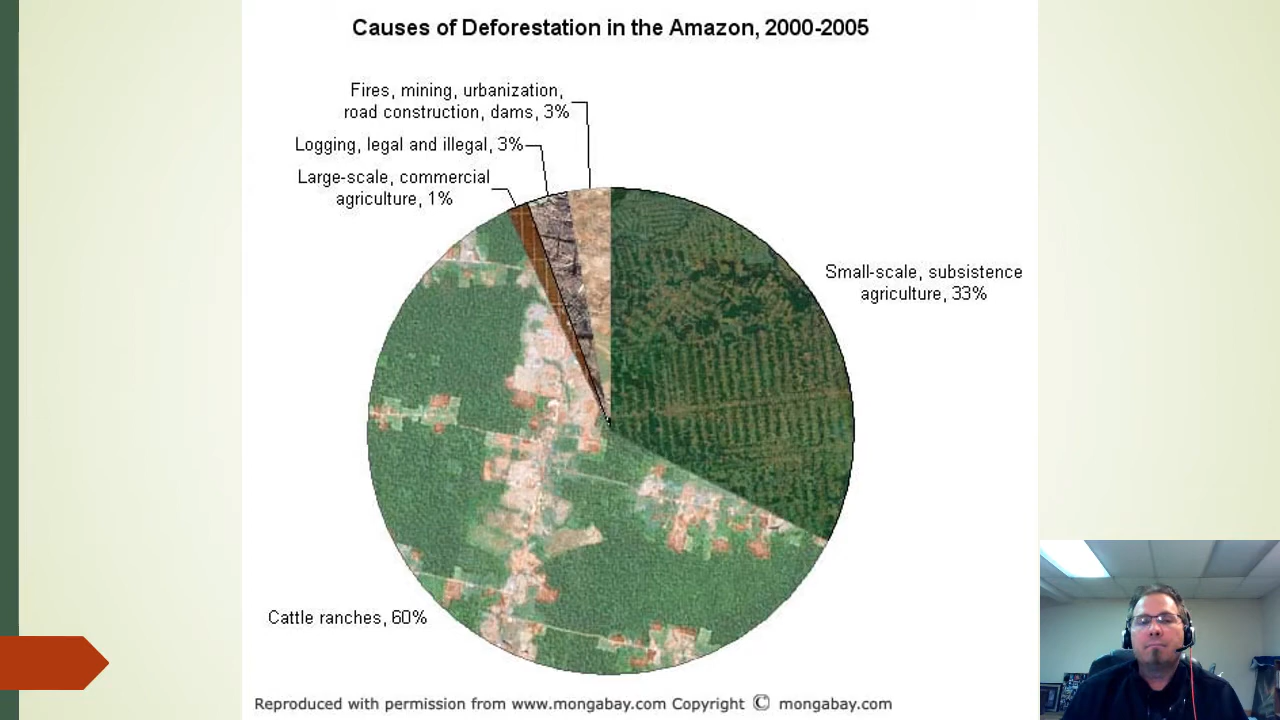 Causes of Deforestation in the Amazon, 2000-2005
Fires, mining, urbanization,
road construction, dams, 3%
Logging, legal and illegal, 3%
Large-scale, commercial
agriculture, 1%
Small-scale, subsistence
agriculture, 33%
Cattle ranches, 60%
Reproduced with permission from www.mongabay.com Copyright © mongabay.com